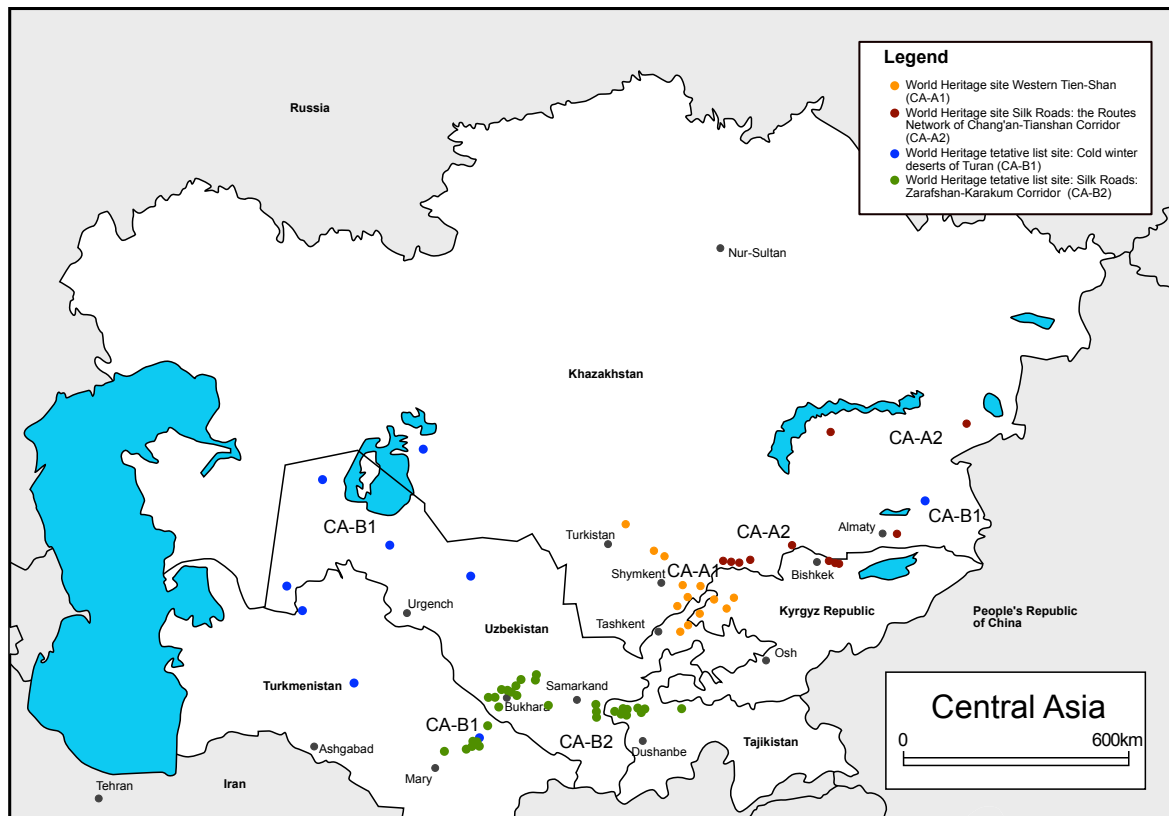 Legend
World Heritage site Western Tien-Shan
(CA-A1)
World Heritage site Silk Roads: the Routes
Network of Chang'an-Tianshan Corridor
(CA-A2)
World Heritage tetative list site: Cold winter
deserts of Turan (CA-B1)
World Heritage tetative list site: Silk Roads:
Zarafshan-Karakum Corridor (CA-B2)
Russia
Nur-Sultan
Khazakhstan
CA-A2
CA-B1
CA-B1
Turkistan
CA-A2
Almaty
Shymkent
CA-A1
Bishkek
Urgench
Uzbekistan
Tashkent
Kyrgyz Republic
People's Republic
of China
Osh
Turkmenistan
Samarkand
Bukhara
CA-B1
CA-B2
Dushanbe
Tajikistan
Ashgabad
Mary
Iran
Tehran
Central Asia
0
600km